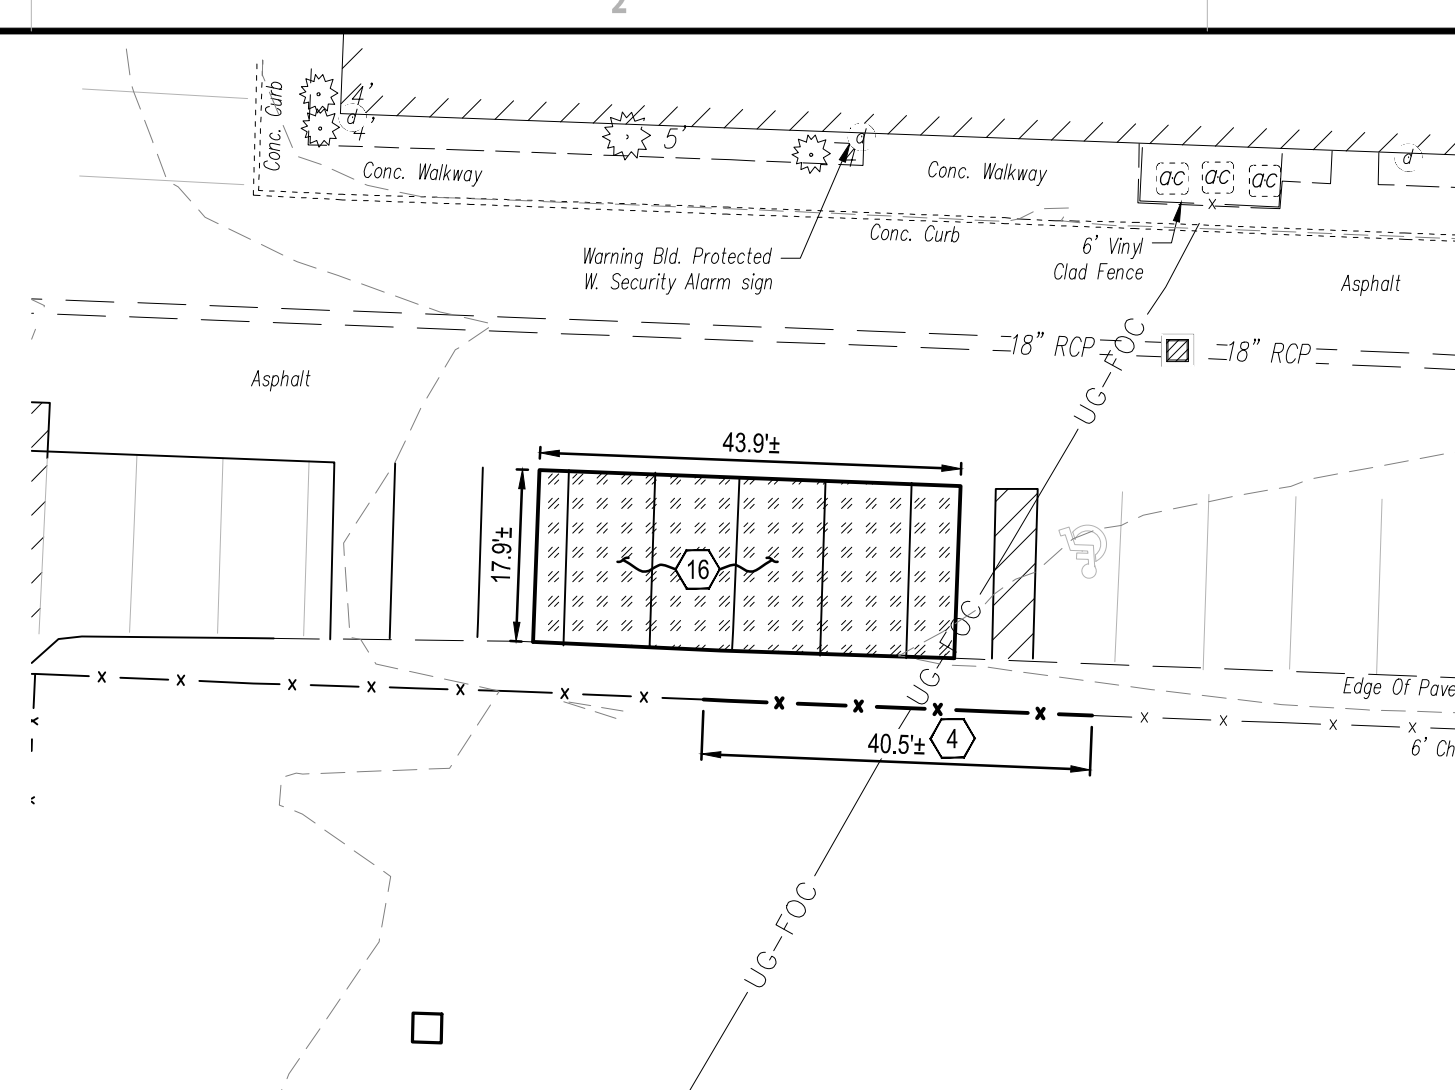 2
Conc. Curb
4'
d
4'
5'
d
4
Conc. Walkway
Conc. Walkway
ac
ac
ac
d
x
Conc. Curb
Warning Bld. Protected
W. Security Alarm sign
6' Vinyl
Clad Fence
Asphalt
18" RCP
18" RCP
UG-FOC
Asphalt
43.9'±
17.9'±
16
UG-FOC
Edge Of Pave
x x x x x x x x x x x x x x x
40.5'±
4
6' Ch
UG-FOC